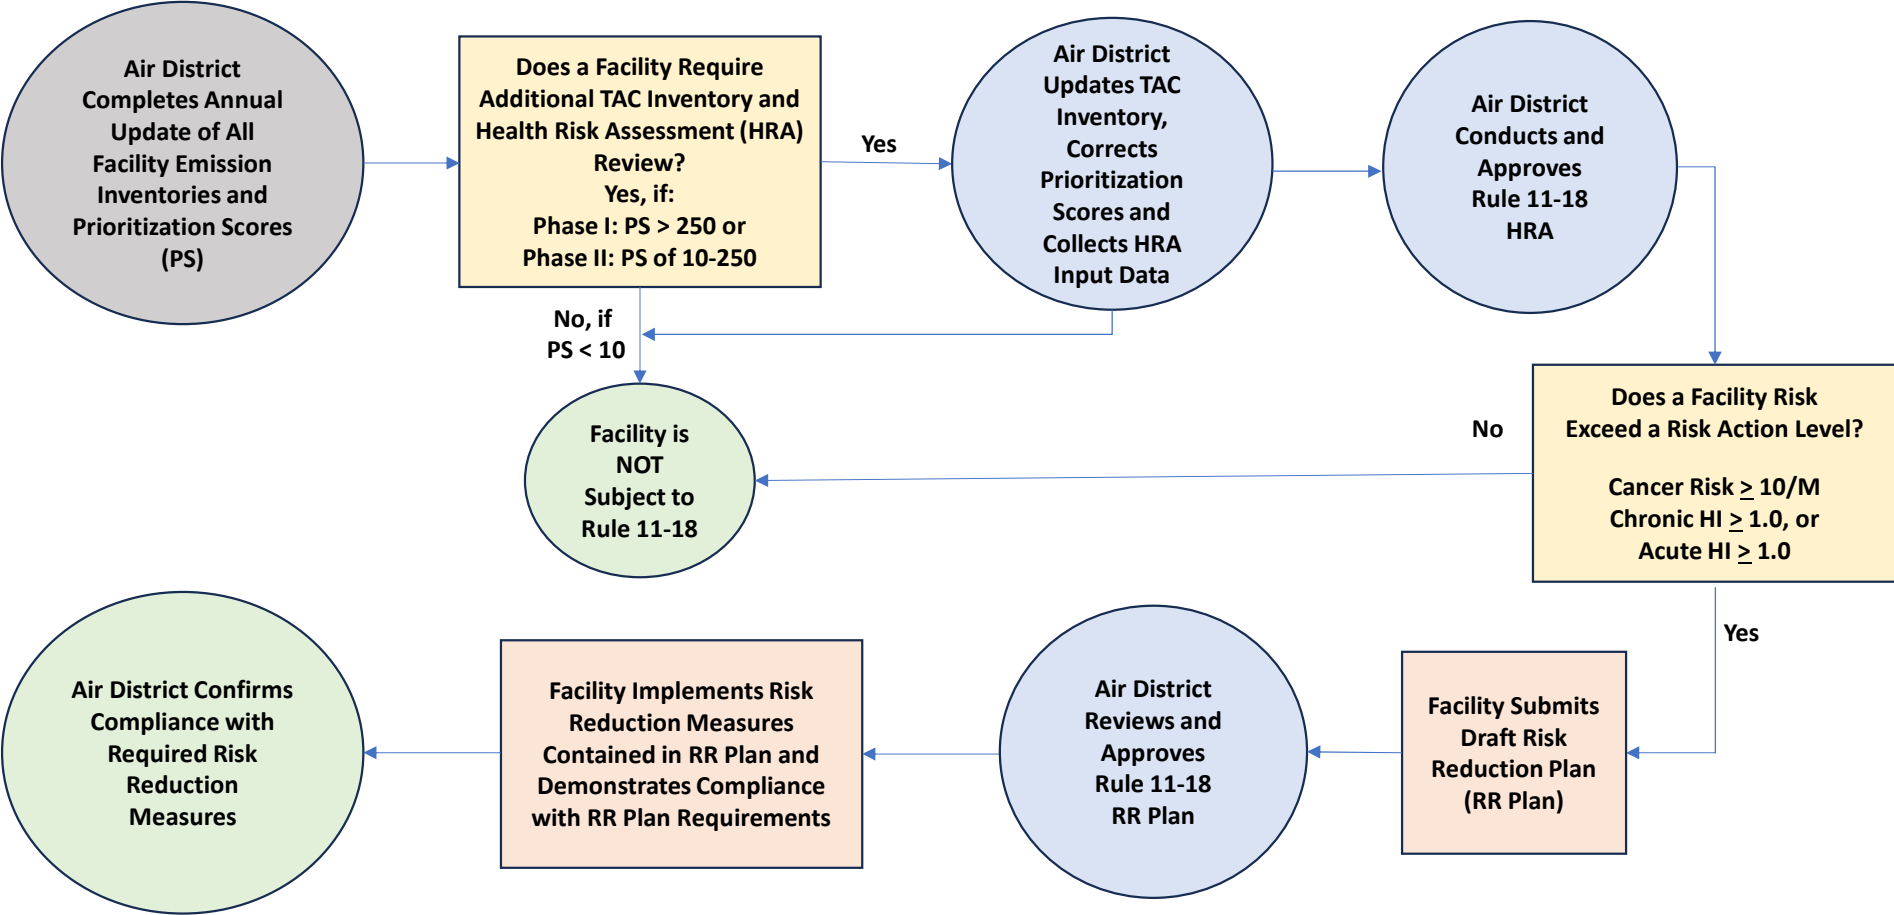 Air District
Completes Annual
Update of All
Facility Emission
Inventories and
Prioritization Scores
(PS)
Does a Facility Require
Additional TAC Inventory and
Health Risk Assessment (HRA)
Review?
Yes, if:
Phase I: PS > 250 or
Phase II: PS of 10-250
Yes
Air District
Updates TAC
Inventory,
Corrects
Prioritization
Scores and
Collects HRA
Input Data
Air District
Conducts and
Approves
Rule 11-18
HRA
No, if
PS < 10
Facility is
NOT
Subject to
Rule 11-18
No
Does a Facility Risk
Exceed a Risk Action Level?
Cancer Risk ≥ 10/M
Chronic HI ≥ 1.0, or
Acute HI ≥ 1.0
Yes
Facility Submits
Draft Risk
Reduction Plan
(RR Plan)
Air District
Reviews and
Approves
Rule 11-18
RR Plan
Facility Implements Risk
Reduction Measures
Contained in RR Plan and
Demonstrates Compliance
with RR Plan Requirements
Air District Confirms
Compliance with
Required Risk
Reduction
Measures